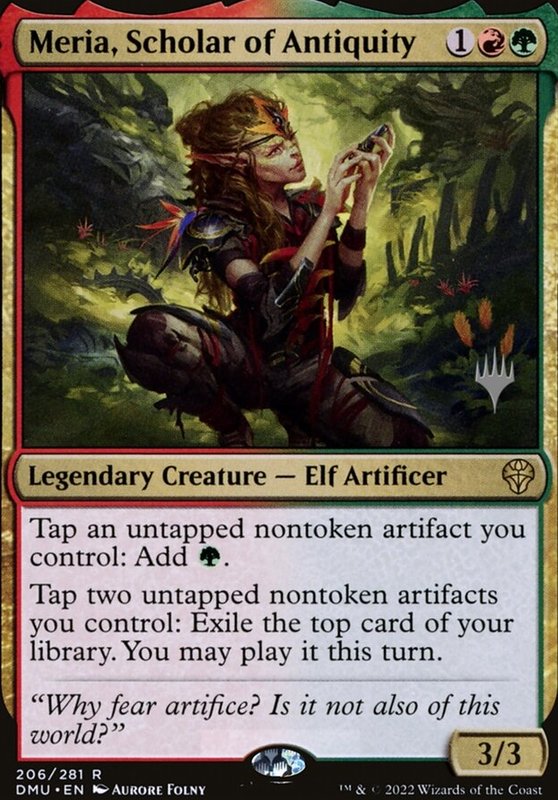 Meria, Scholar of Antiquity 1
Legendary Creature — Elf Artificer
Tap an untapped nontoken artifact you
control: Add .
Tap two untapped nontoken artifacts
you control: Exile the top card of your
library. You may play it this turn.
“Why fear artifice? Is it not also of this
world?”
3/3
206/281 R
DMU • EN AURORE FOLNY
™ & © 2022 Wizards of the Coast